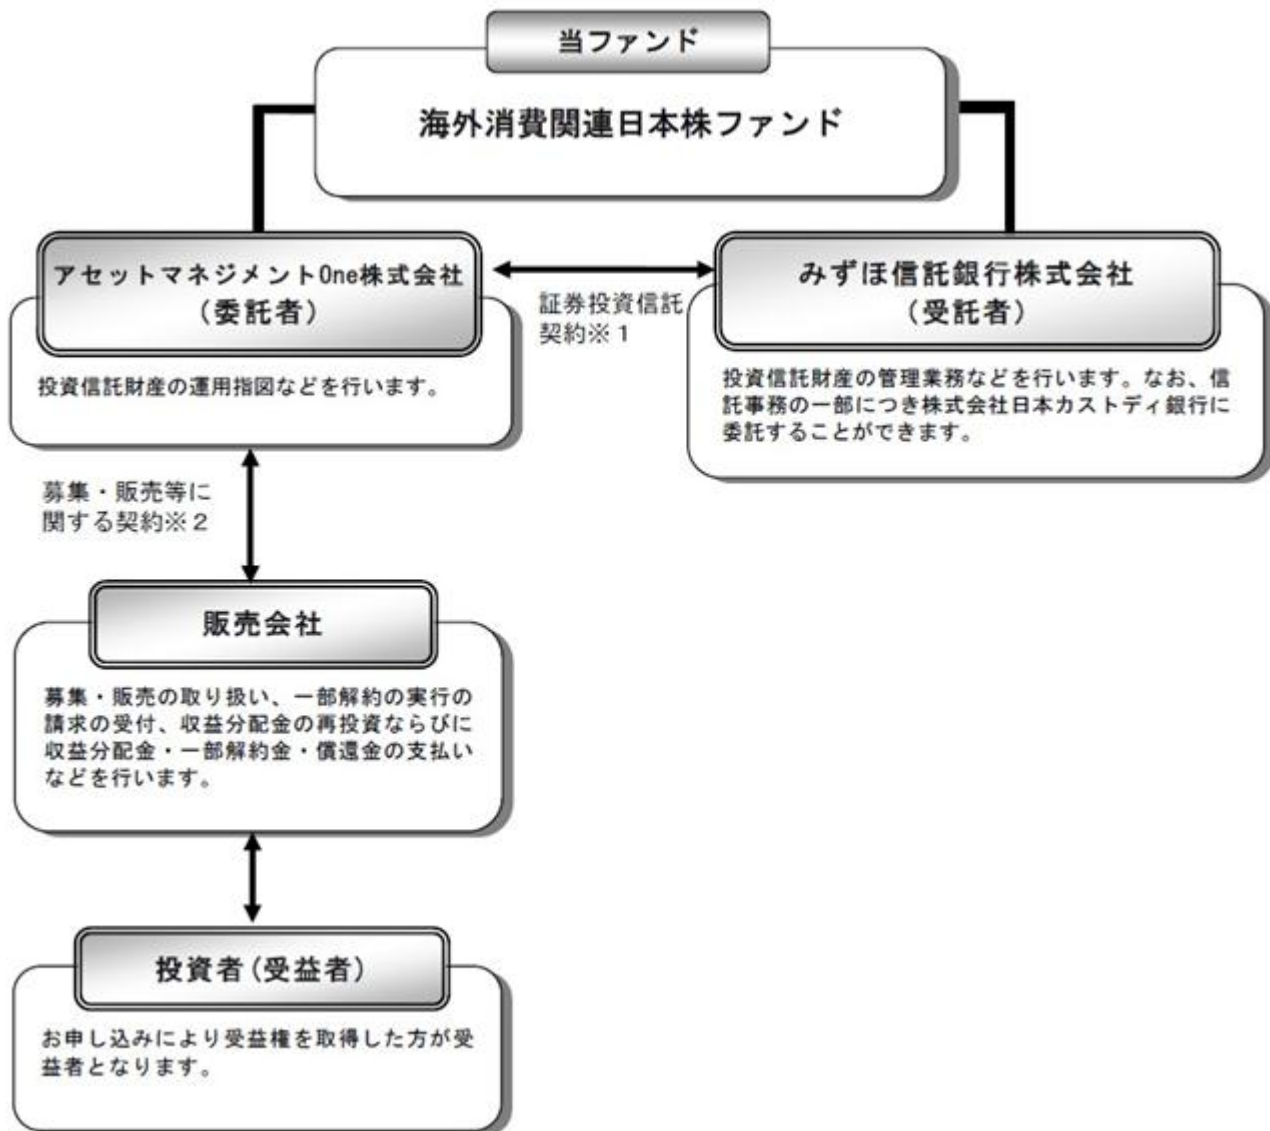 当ファンド
海外消費関連日本株ファンド
アセットマネジメントOne株式会社
（委託者）
投資信託財産の運用指図などを行います。
証券投資信託
契約※１
みずほ信託銀行株式会社
（受託者）
投資信託財産の管理業務などを行います。なお、信
託事務の一部につき株式会社日本カストディ銀行に
委託することができます。
募集・販売等に
関する契約※２
販売会社
募集・販売の取り扱い、一部解約の実行の
請求の受付、収益分配金の再投資ならびに
収益分配金・一部解約金・償還金の支払い
などを行います。
投資者(受益者)
お申し込みにより受益権を取得した方が受
益者となります。